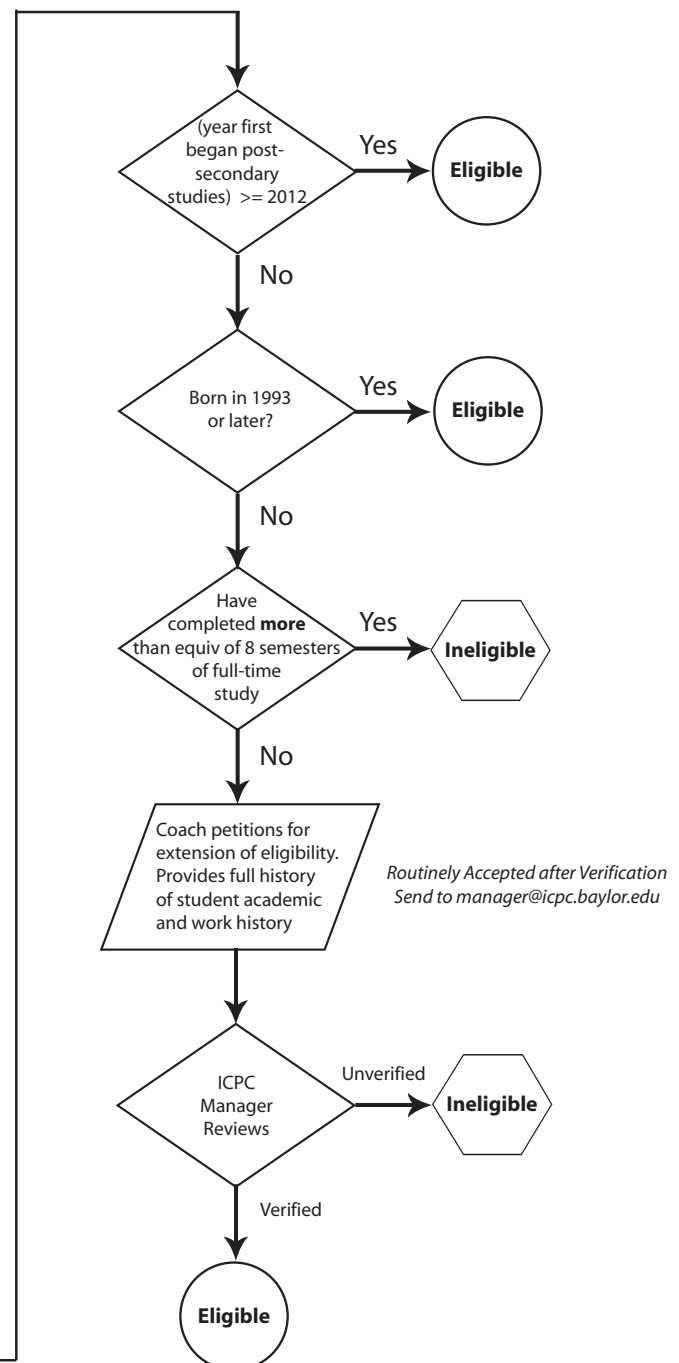 (year first
began post-
secondary
studies) >= 2012
Yes
Eligible
No
Born in 1993
or later?
Yes
Eligible
No
Have
completed more
than equiv of 8 semesters
of full-time
study
Yes
Ineligible
No
Coach petitions for
extension of eligibility.
Provides full history
of student academic
and work history
Routinely Accepted after Verification
Send to manager@icpc.baylor.edu
ICPC
Manager
Reviews
Unverified
Ineligible
Verified
Eligible